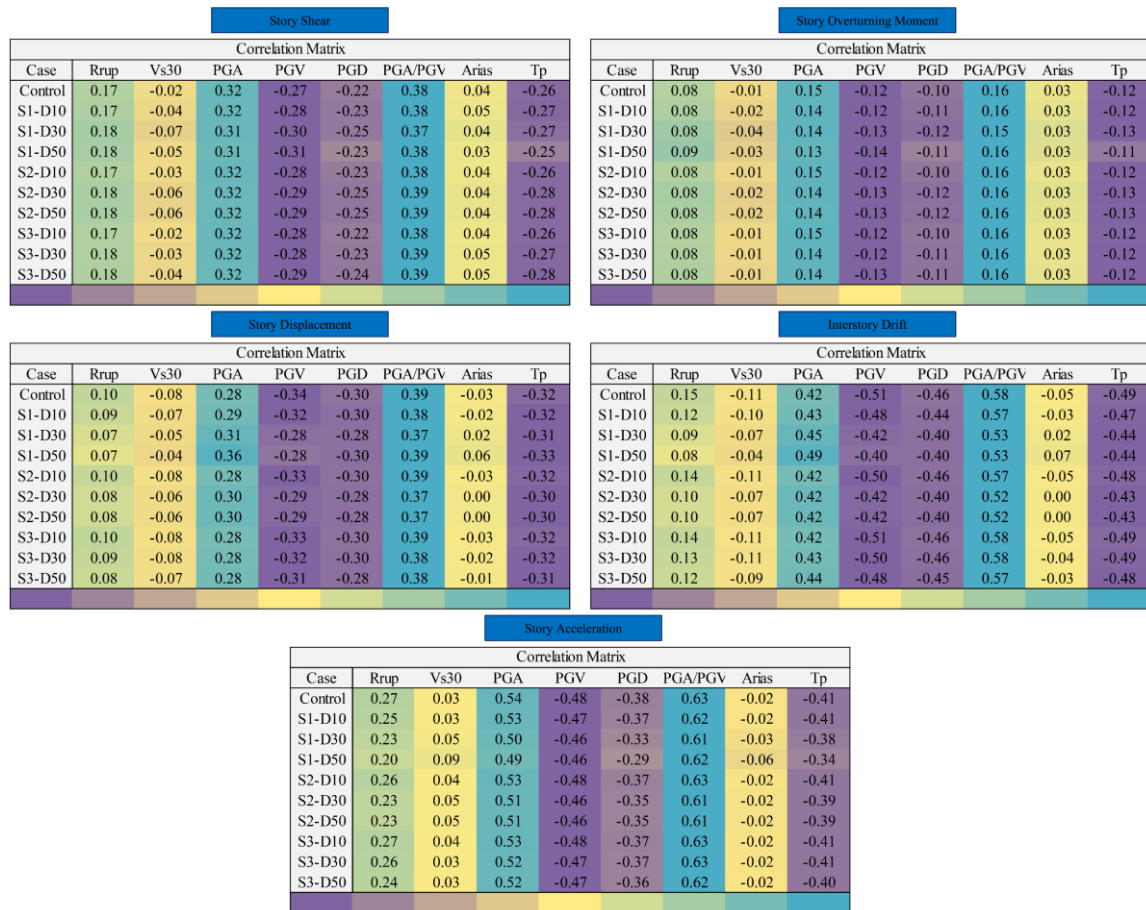 Story Shear
Correlation Matrix
Case Rrup Vs30 PGA PGV PGD PGA/PGV Arias Tp
Control 0.17 -0.02 0.32 -0.27 -0.22 0.38 0.04 -0.26
S1-D10 0.17 -0.04 0.32 -0.28 -0.23 0.38 0.05 -0.27
S1-D30 0.18 -0.07 0.31 -0.30 -0.25 0.37 0.04 -0.27
S1-D50 0.18 -0.05 0.31 -0.31 -0.23 0.38 0.03 -0.25
S2-D10 0.17 -0.03 0.32 -0.28 -0.23 0.38 0.04 -0.26
S2-D30 0.18 -0.06 0.32 -0.29 -0.25 0.39 0.04 -0.28
S2-D50 0.18 -0.06 0.32 -0.29 -0.25 0.39 0.04 -0.28
S3-D10 0.17 -0.02 0.32 -0.28 -0.22 0.38 0.04 -0.26
S3-D30 0.18 -0.03 0.32 -0.28 -0.23 0.39 0.05 -0.27
S3-D50 0.18 -0.04 0.32 -0.29 -0.24 0.39 0.05 -0.28
Story Overturning Moment
Correlation Matrix
Case Rrup Vs30 PGA PGV PGD PGA/PGV Arias Tp
Control 0.08 -0.01 0.15 -0.12 -0.10 0.16 0.03 -0.12
S1-D10 0.08 -0.02 0.14 -0.12 -0.11 0.16 0.03 -0.12
S1-D30 0.08 -0.04 0.14 -0.13 -0.12 0.15 0.03 -0.13
S1-D50 0.09 -0.03 0.13 -0.14 -0.11 0.16 0.03 -0.11
S2-D10 0.08 -0.01 0.15 -0.12 -0.10 0.16 0.03 -0.12
S2-D30 0.08 -0.02 0.14 -0.13 -0.12 0.16 0.03 -0.13
S2-D50 0.08 -0.02 0.14 -0.13 -0.12 0.16 0.03 -0.13
S3-D10 0.08 -0.01 0.15 -0.12 -0.10 0.16 0.03 -0.12
S3-D30 0.08 -0.01 0.14 -0.12 -0.11 0.16 0.03 -0.12
S3-D50 0.08 -0.01 0.14 -0.13 -0.11 0.16 0.03 -0.12
Story Displacement
Correlation Matrix
Case Rrup Vs30 PGA PGV PGD PGA/PGV Arias Tp
Control 0.10 -0.08 0.28 -0.34 -0.30 0.39 -0.03 -0.32
S1-D10 0.09 -0.07 0.29 -0.32 -0.30 0.38 -0.02 -0.32
S1-D30 0.07 -0.05 0.31 -0.28 -0.28 0.37 0.02 -0.31
S1-D50 0.07 -0.04 0.36 -0.28 -0.30 0.39 0.06 -0.33
S2-D10 0.10 -0.08 0.28 -0.33 -0.30 0.39 -0.03 -0.32
S2-D30 0.08 -0.06 0.30 -0.29 -0.28 0.37 0.00 -0.30
S2-D50 0.08 -0.06 0.30 -0.29 -0.28 0.37 0.00 -0.30
S3-D10 0.10 -0.08 0.28 -0.33 -0.30 0.39 -0.03 -0.32
S3-D30 0.09 -0.08 0.28 -0.32 -0.30 0.38 -0.02 -0.32
S3-D50 0.08 -0.07 0.28 -0.31 -0.28 0.38 -0.01 -0.31
Interstory Drift
Correlation Matrix
Case Rrup Vs30 PGA PGV PGD PGA/PGV Arias Tp
Control 0.15 -0.11 0.42 -0.51 -0.46 0.58 -0.05 -0.49
S1-D10 0.12 -0.10 0.43 -0.48 -0.44 0.57 -0.03 -0.47
S1-D30 0.09 -0.07 0.45 -0.42 -0.40 0.53 0.02 -0.44
S1-D50 0.08 -0.04 0.49 -0.40 -0.40 0.53 0.07 -0.44
S2-D10 0.14 -0.11 0.42 -0.50 -0.46 0.57 -0.05 -0.48
S2-D30 0.10 -0.07 0.42 -0.42 -0.40 0.52 0.00 -0.43
S2-D50 0.10 -0.07 0.42 -0.42 -0.40 0.52 0.00 -0.43
S3-D10 0.14 -0.11 0.42 -0.51 -0.46 0.58 -0.05 -0.49
S3-D30 0.13 -0.11 0.43 -0.50 -0.46 0.58 -0.04 -0.49
S3-D50 0.12 -0.09 0.44 -0.48 -0.45 0.57 -0.03 -0.48
Story Acceleration
Correlation Matrix
Case Rrup Vs30 PGA PGV PGD PGA/PGV Arias Tp
Control 0.27 0.03 0.54 -0.48 -0.38 0.63 -0.02 -0.41
S1-D10 0.25 0.03 0.53 -0.47 -0.37 0.62 -0.02 -0.41
S1-D30 0.23 0.05 0.50 -0.46 -0.33 0.61 -0.03 -0.38
S1-D50 0.20 0.09 0.49 -0.46 -0.29 0.62 -0.06 -0.34
S2-D10 0.26 0.04 0.53 -0.48 -0.37 0.63 -0.02 -0.41
S2-D30 0.23 0.05 0.51 -0.46 -0.35 0.61 -0.02 -0.39
S2-D50 0.23 0.05 0.51 -0.46 -0.35 0.61 -0.02 -0.39
S3-D10 0.27 0.04 0.53 -0.48 -0.37 0.63 -0.02 -0.41
S3-D30 0.26 0.03 0.52 -0.47 -0.37 0.63 -0.02 -0.41
S3-D50 0.24 0.03 0.52 -0.47 -0.36 0.62 -0.02 -0.40